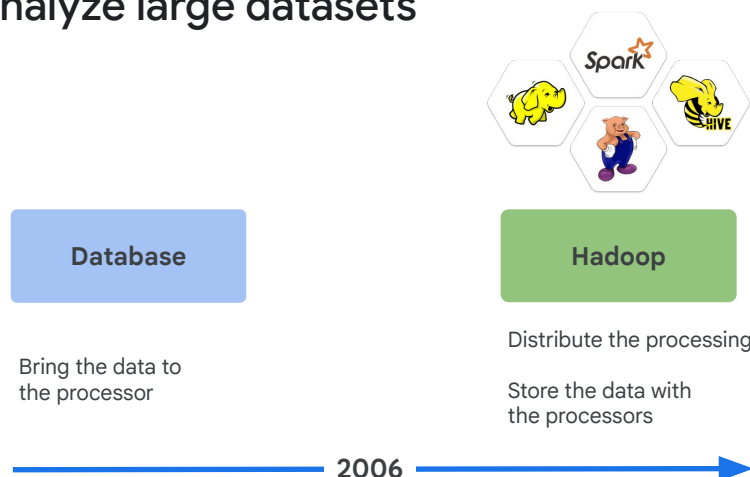 nalyze large datasets
Spark
HIVE
Database
Hadoop
Bring the data to
the processor
Distribute the processing
Store the data with
the processors
2006